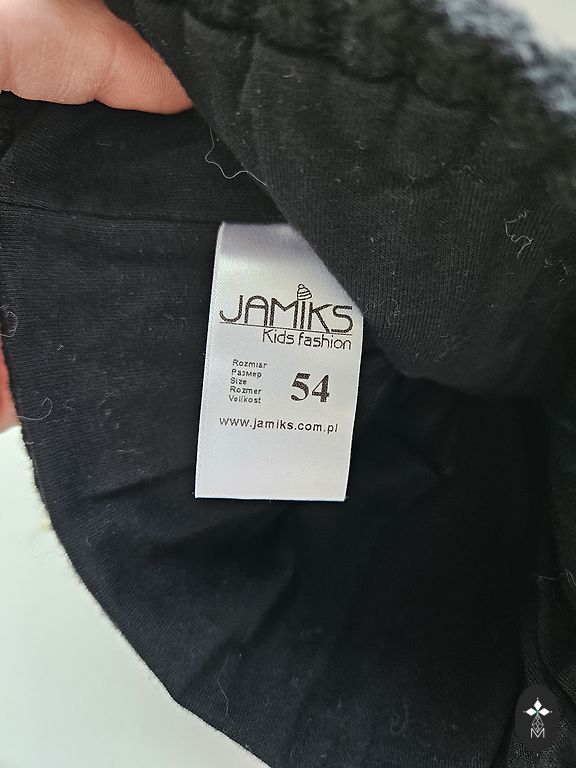 JAMIKS
Kids fashion
Rozmiar
Размер
Size
Rozmer
Velikost
54
www.jamiks.com.pl
M